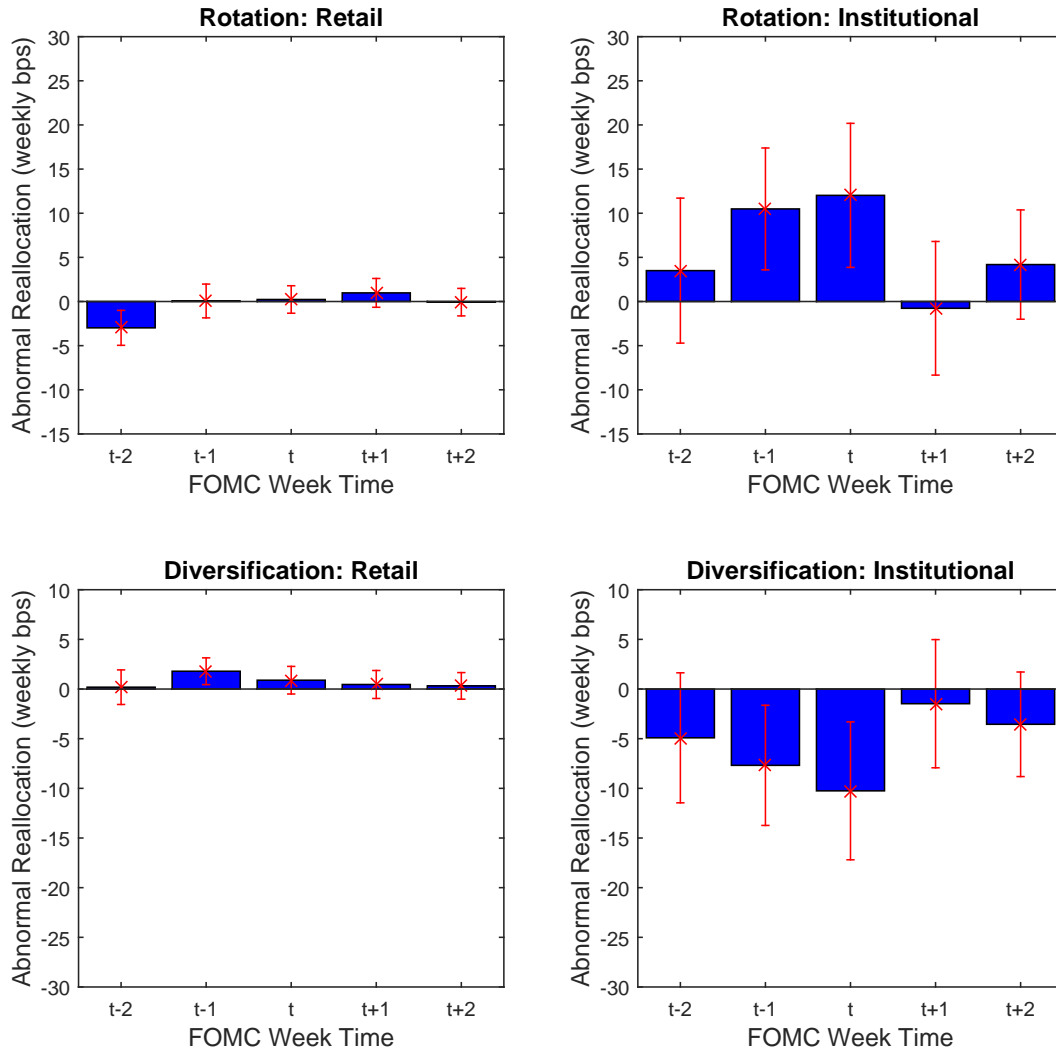 Rotation: Retail
Abnormal Reallocation (weekly bps)
30
25
20
15
10
5
0
-5
-10
-15
t-2 t-1 t t+1 t+2
FOMC Week Time
Rotation: Institutional
Abnormal Reallocation (weekly bps)
30
25
20
15
10
5
0
-5
-10
-15
t-2 t-1 t t+1 t+2
FOMC Week Time
Diversification: Retail
Abnormal Reallocation (weekly bps)
10
5
0
-5
-10
-15
-20
-25
-30
t-2 t-1 t t+1 t+2
FOMC Week Time
Diversification: Institutional
Abnormal Reallocation (weekly bps)
10
5
0
-5
-10
-15
-20
-25
-30
t-2 t-1 t t+1 t+2
FOMC Week Time